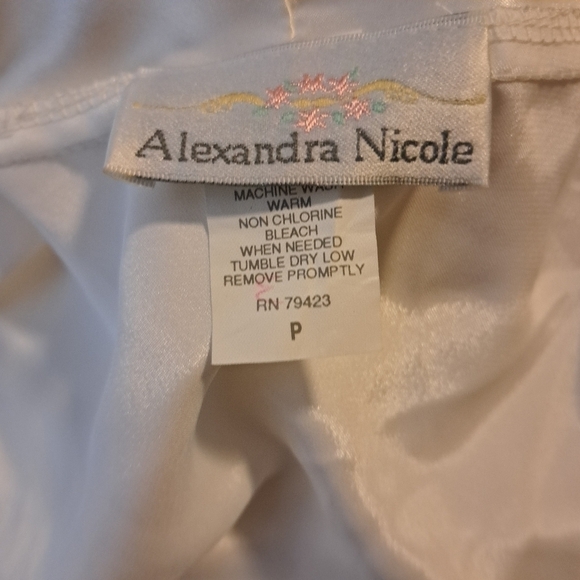 Alexandra Nicole
MACHINE WASH
WARM
NON CHLORINE
BLEACH
WHEN NEEDED
TUMBLE DRY LOW
REMOVE PROMPTLY
RN 79423
P